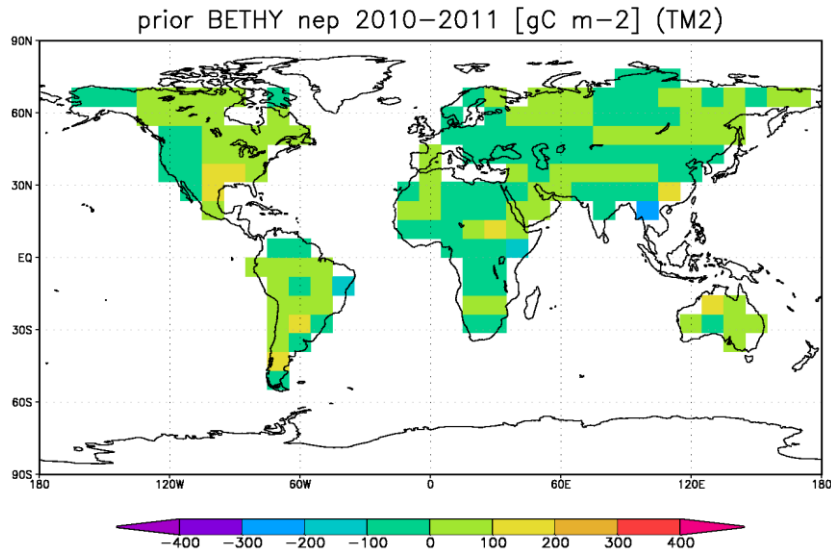 prior BETHY nep 2010-2011 [gC m-2] (TM2)
90N
60N
30N
EQ
30S
60S
90S
180 120W 60W 0 60E 120E 180
-400 -300 -200 -100 0 100 200 300 400